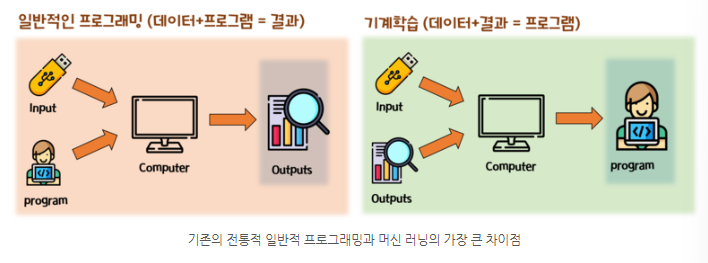 일반적인 프로그래밍 (데이터+프로그램 = 결과)
Input
Computer
Outputs
program
기계학습 (데이터+결과 = 프로그램)
Input
Computer
program
Outputs
기존의 전통적 일반적 프로그래밍과 머신 러닝의 가장 큰 차이점